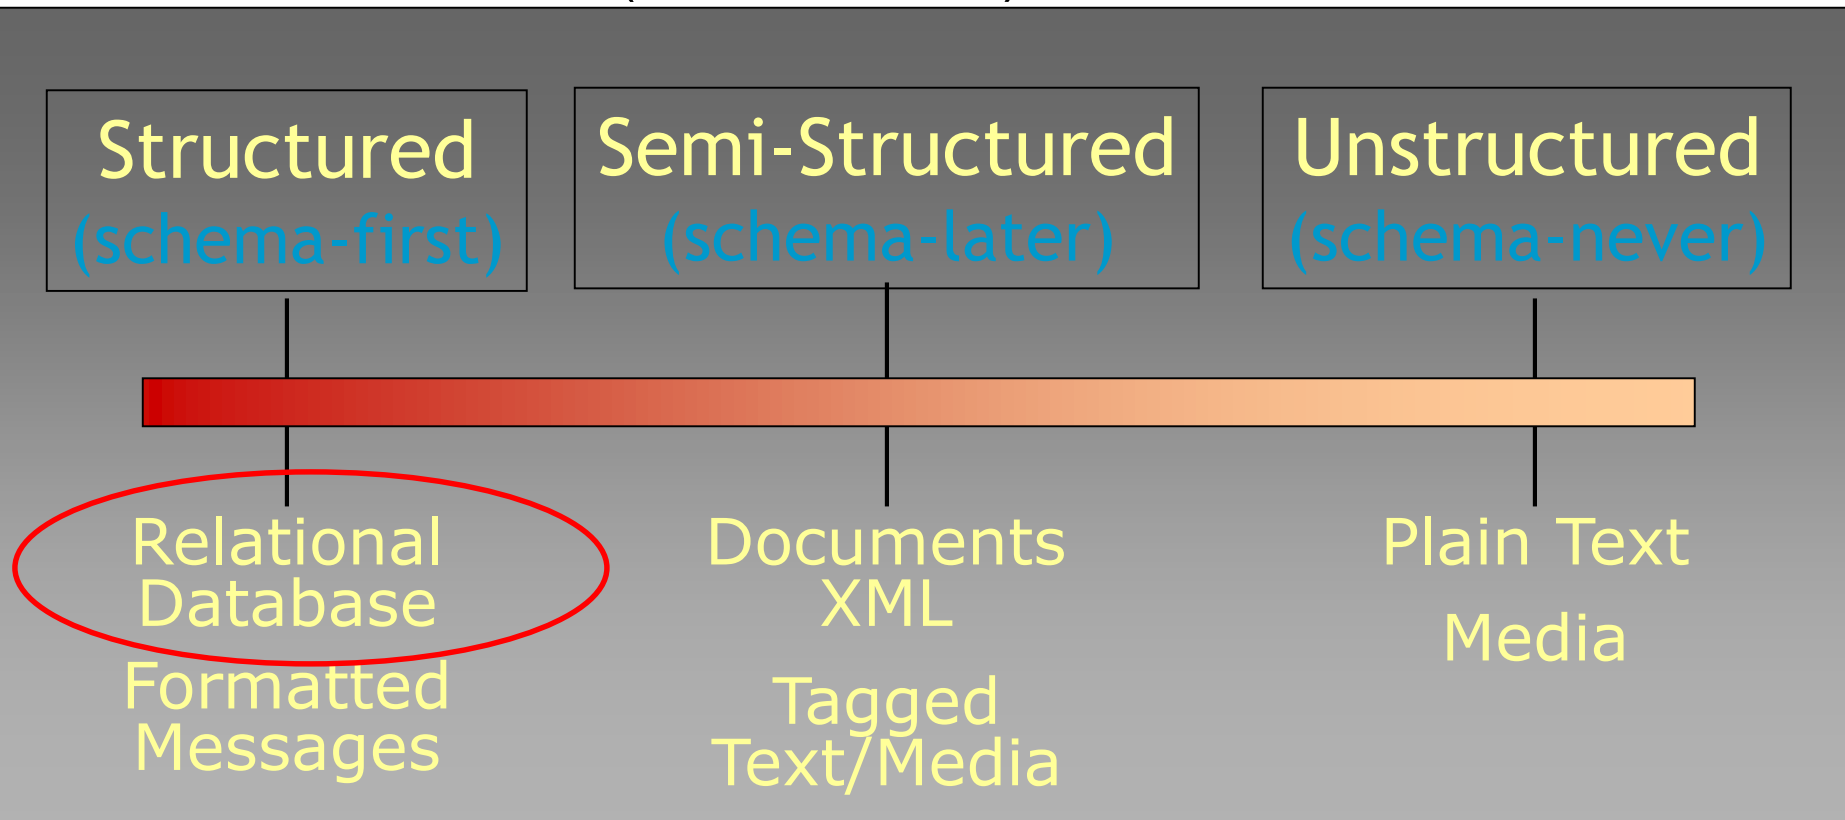 Structured
(schema-first)
Semi-Structured
(schema-later)
Unstructured
(schema-never)
Relational
Database
Formatted
Messages
Documents
XML
Tagged
Text/Media
Plain Text
Media